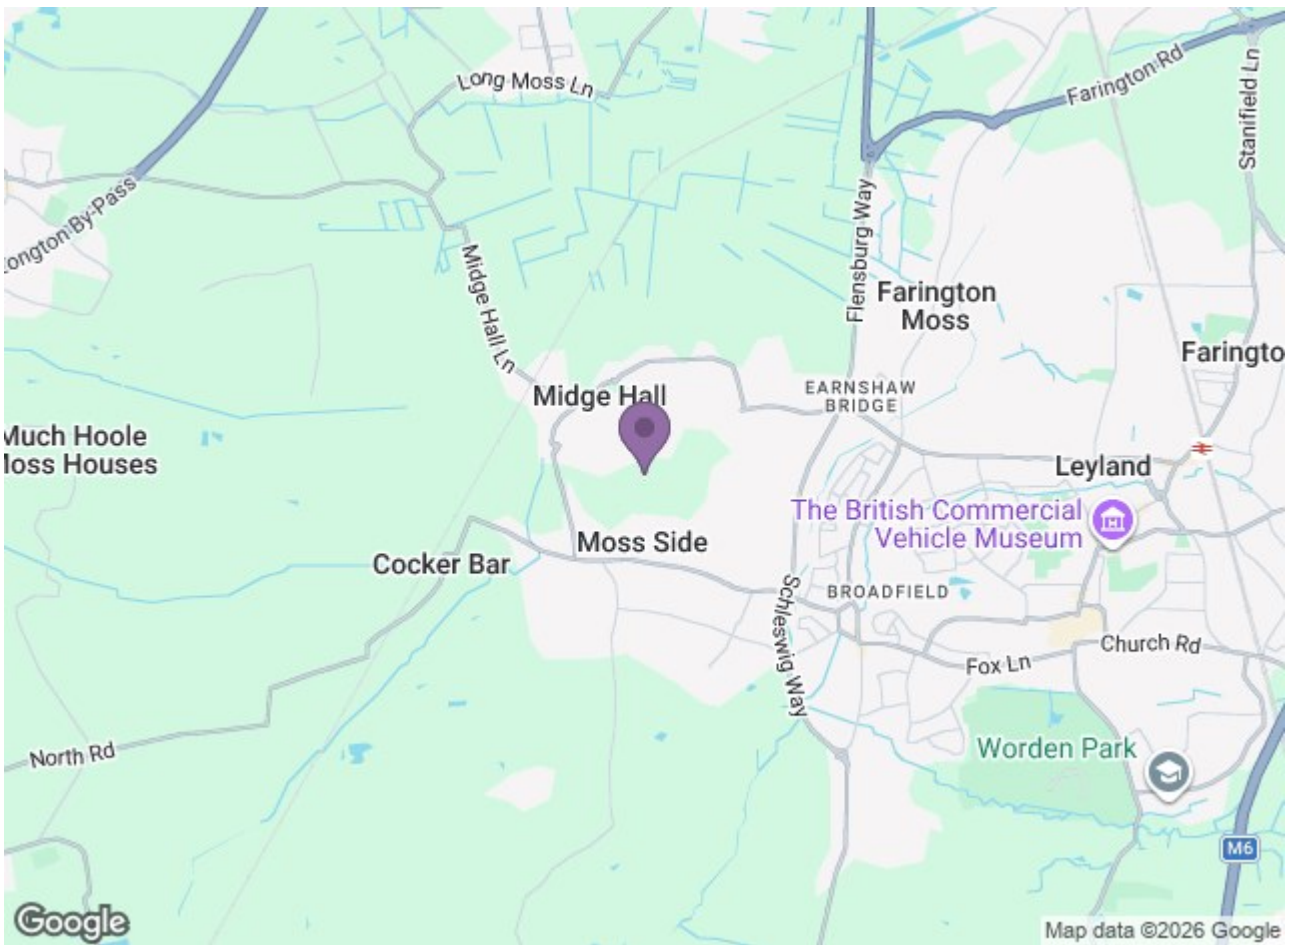 Long Moss Ln
Farington Rd
Stanifield Ln
ongton By-Pass
Flensburg Way
Midge Hall Ln
Farington
Moss
Faringto
Midge Hall
EARNSHAW
BRIDGE
Much Hoole
Moss Houses
Leyland
The British Commercial
Vehicle Museum
Moss Side
Cocker Bar
BROADFIELD
Schleswig Way
Church Rd
Fox Ln
Worden Park
North Rd
M6
Google
Map data ©2026 Google